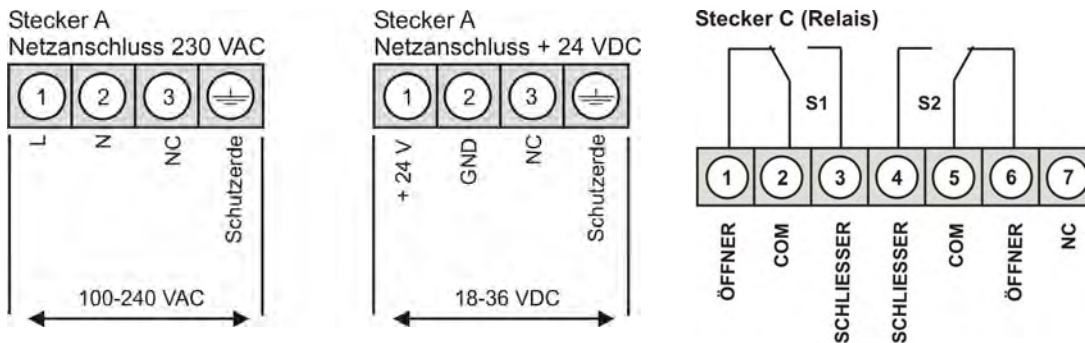 Stecker A
Netzanschluss 230 VAC
1 2 3
L N NC Schutzerde
100-240 VAC
Stecker A
Netzanschluss + 24 VDC
1 2 3
+ 24 V GND NC Schutzerde
18-36 VDC
Stecker C (Relais)
S1 S2
1 2 3 4 5 6 7
ÖFFNER COM SCHLIESSER SCHLIESSER COM ÖFFNER NC